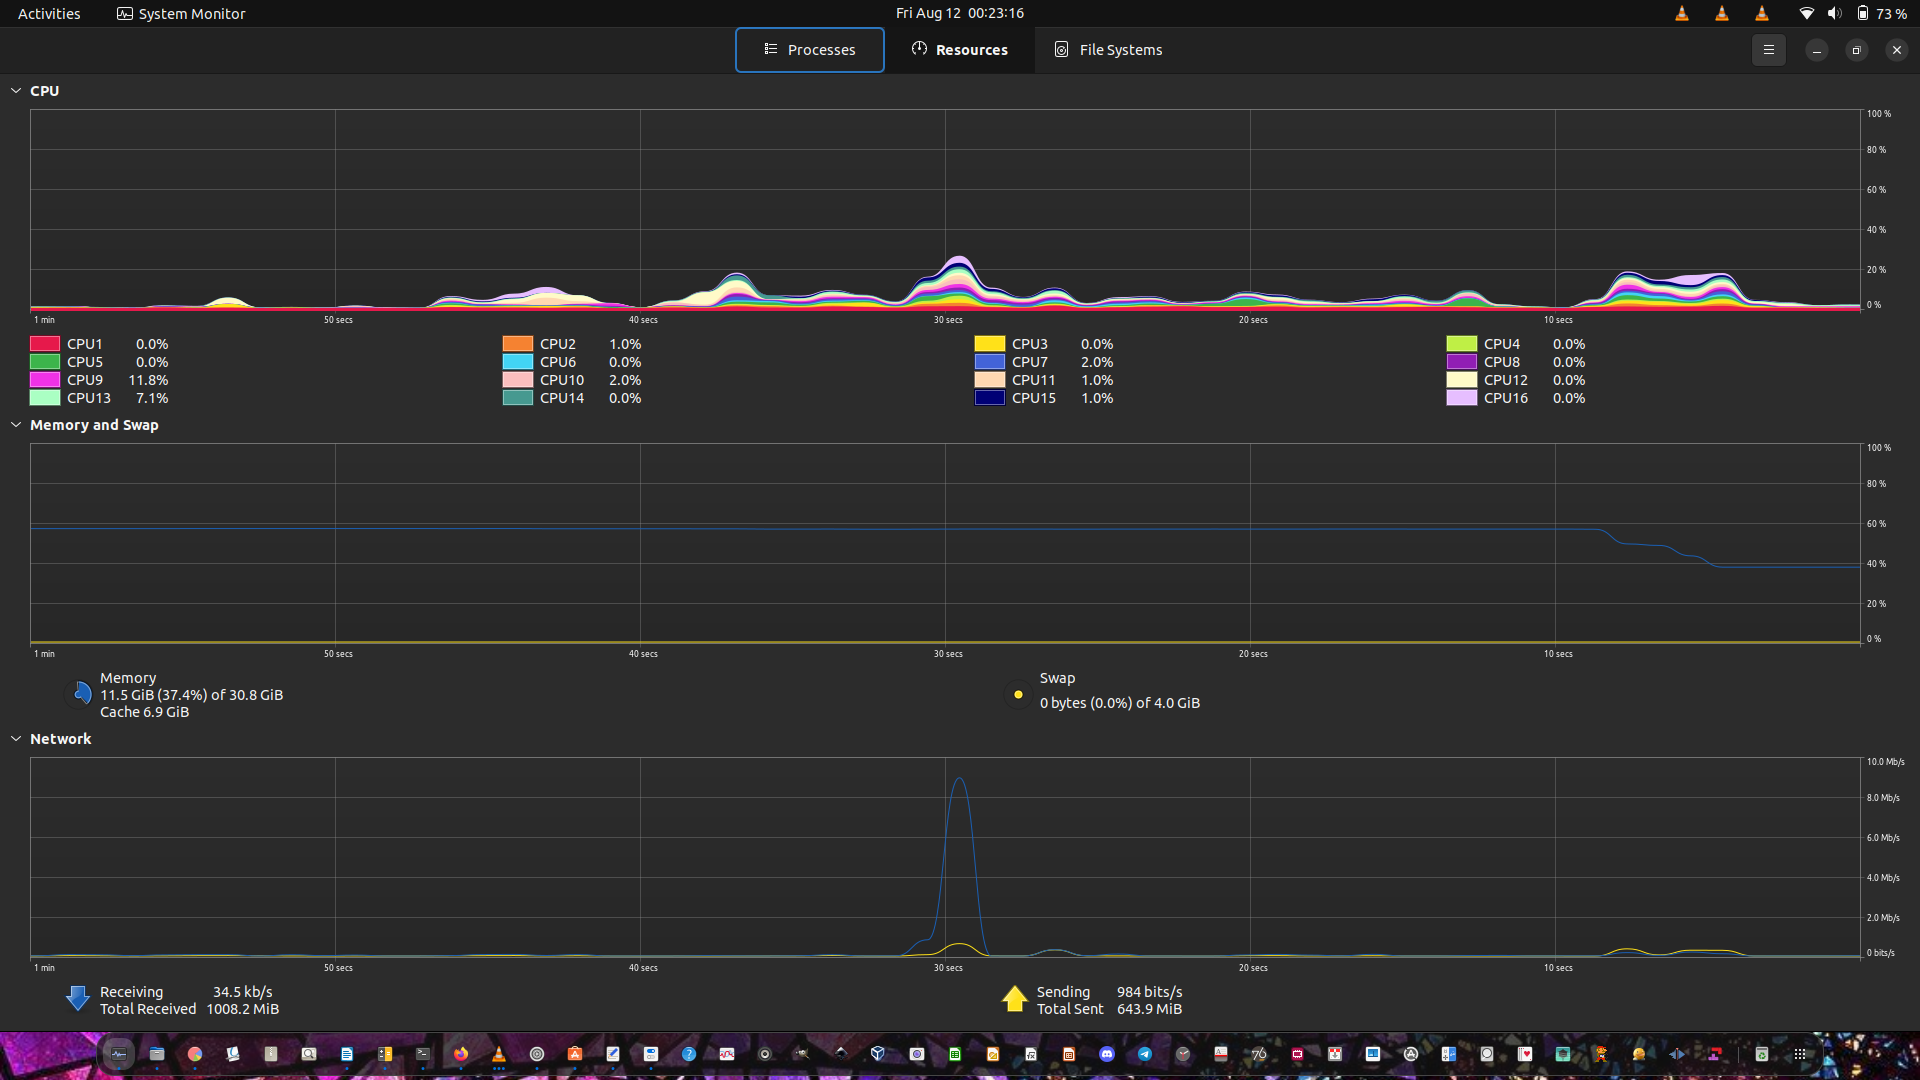 Activities System Monitor Fri Aug 12 00:23:16 73 %
Processes Resources File Systems
CPU
100 %
80 %
60 %
40 %
20 %
0 %
1 min 50 secs 40 secs 30 secs 20 secs 10 secs
CPU1 0.0% CPU2 1.0% CPU3 0.0% CPU4 0.0%
CPU5 0.0% CPU6 0.0% CPU7 2.0% CPU8 0.0%
CPU9 11.8% CPU10 2.0% CPU11 1.0% CPU12 0.0%
CPU13 7.1% CPU14 0.0% CPU15 1.0% CPU16 0.0%
Memory and Swap
100 %
80 %
60 %
40 %
20 %
0 %
1 min 50 secs 40 secs 30 secs 20 secs 10 secs
Memory
11.5 GiB (37.4%) of 30.8 GiB
Cache 6.9 GiB
Swap
0 bytes (0.0%) of 4.0 GiB
Network
10.0 Mb/s
8.0 Mb/s
6.0 Mb/s
4.0 Mb/s
2.0 Mb/s
0 bits/s
1 min 50 secs 40 secs 30 secs 20 secs 10 secs
Receiving 34.5 kb/s
Total Received 1008.2 MiB
Sending 984 bits/s
Total Sent 643.9 MiB
76